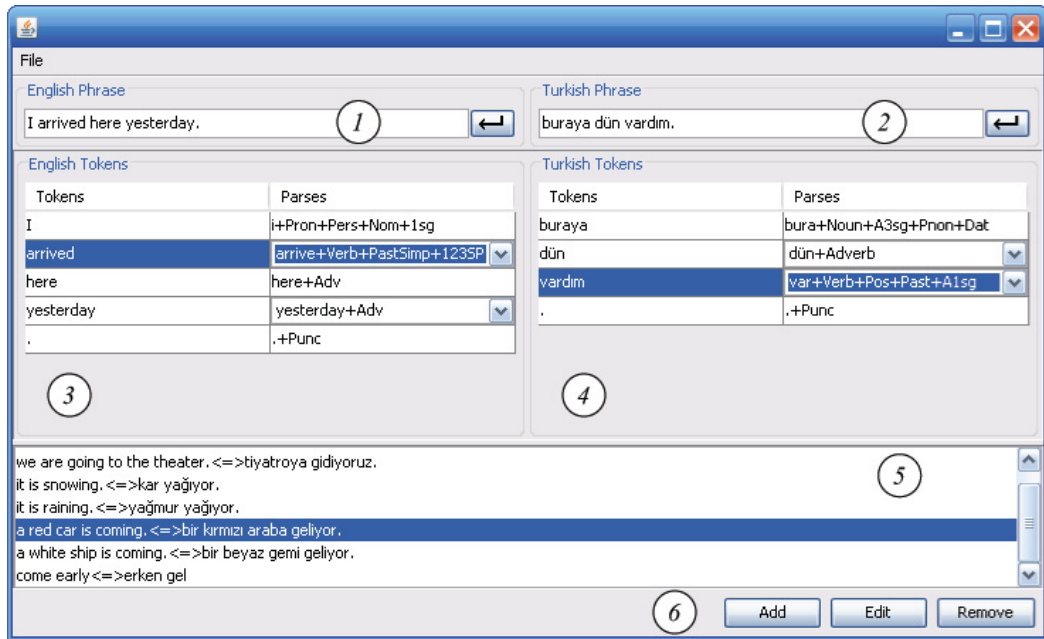 File
English Phrase
I arrived here yesterday.
1
Turkish Phrase
buraya dün vardım.
2
English Tokens
Tokens Parses
I i+Pron+Pers+Nom+1sg
arrived arrive+Verb+PastSimp+123SP
here here+Adv
yesterday yesterday+Adv
. .+Punc
3
Turkish Tokens
Tokens Parses
buraya bura+Noun+A3sg+Pnon+Dat
dün dün+Adverb
vardım var+Verb+Pos+Past+A1sg
. .+Punc
4
we are going to the theater.<=>tiyatroya gidiyoruz.
it is snowing.<=>kar yağıyor.
it is raining.<=>yağmur yağıyor.
a red car is coming.<=>bir kırmızı araba geliyor.
a white ship is coming.<=>bir beyaz gemi geliyor.
come early<=>erken gel
5
6 Add Edit Remove